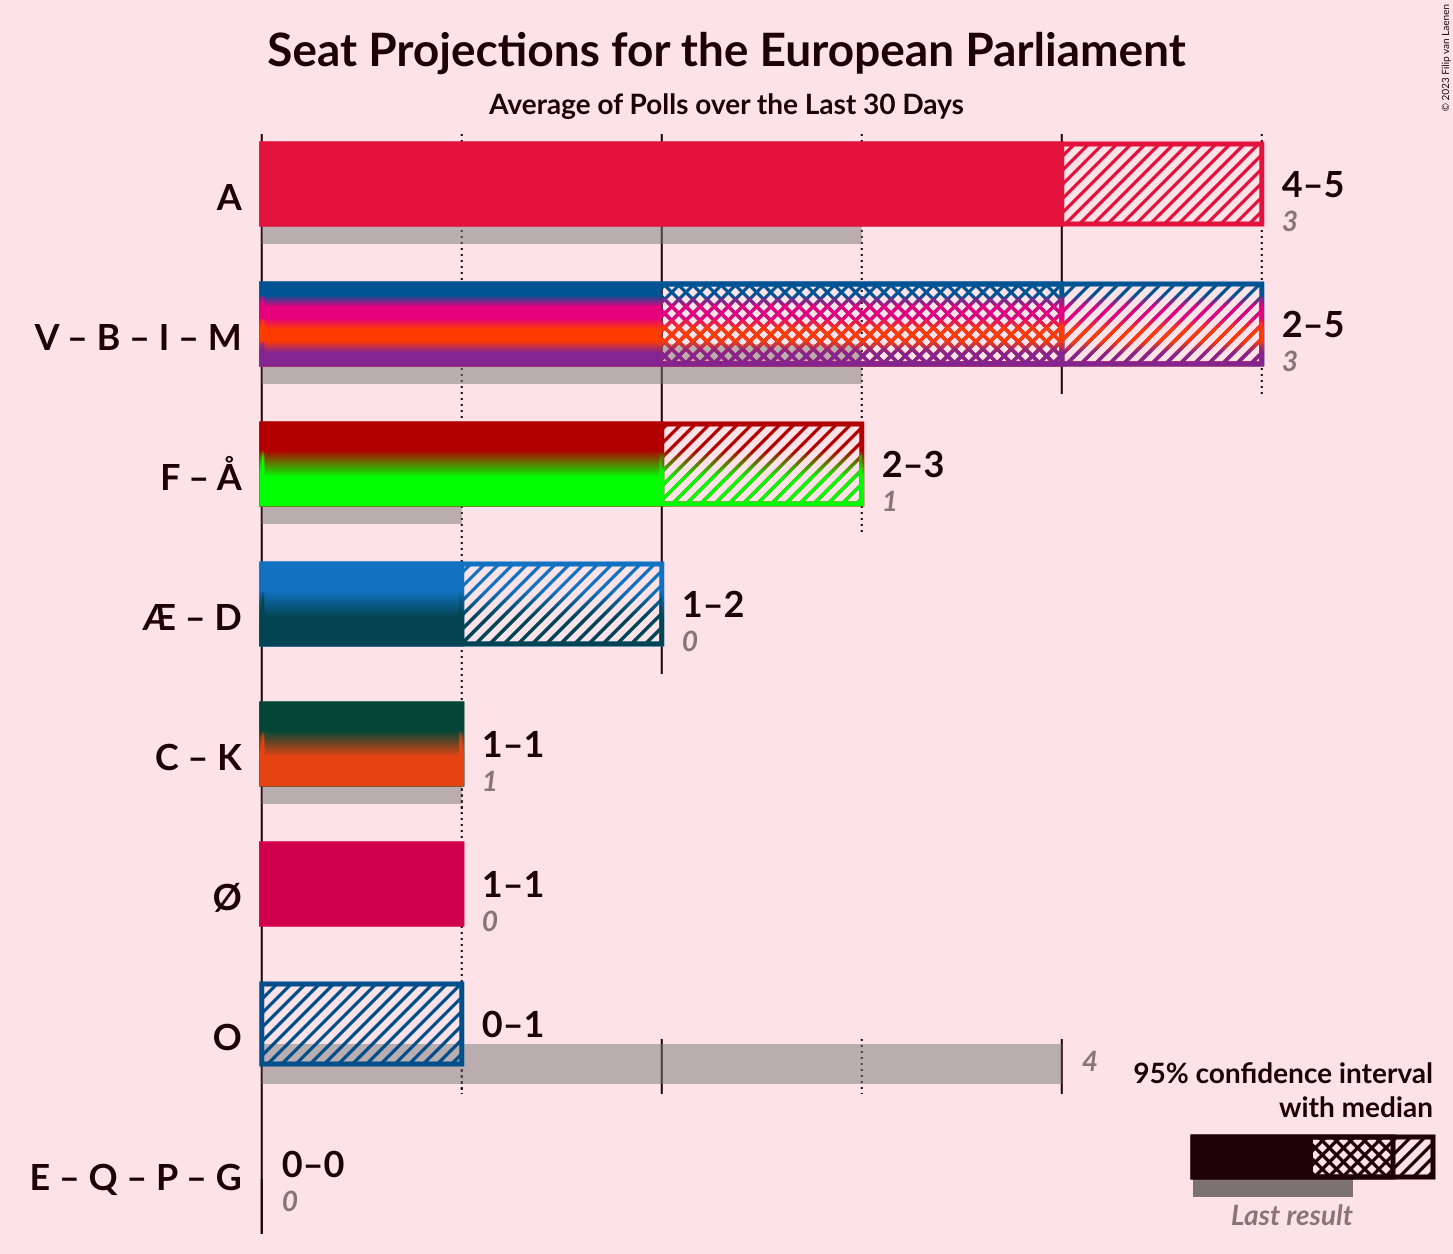 Seat Projections for the European Parliament
Average of Polls over the Last 30 Days
© 2023 Filip van Laenen
A
4–5
3
V – B – I – M
2–5
3
F – Å
2–3
1
Æ – D
1–2
0
C – K
1–1
1
Ø
1–1
0
O
0–1
4
E – Q – P – G
0–0
0
95% confidence interval
with median
Last result